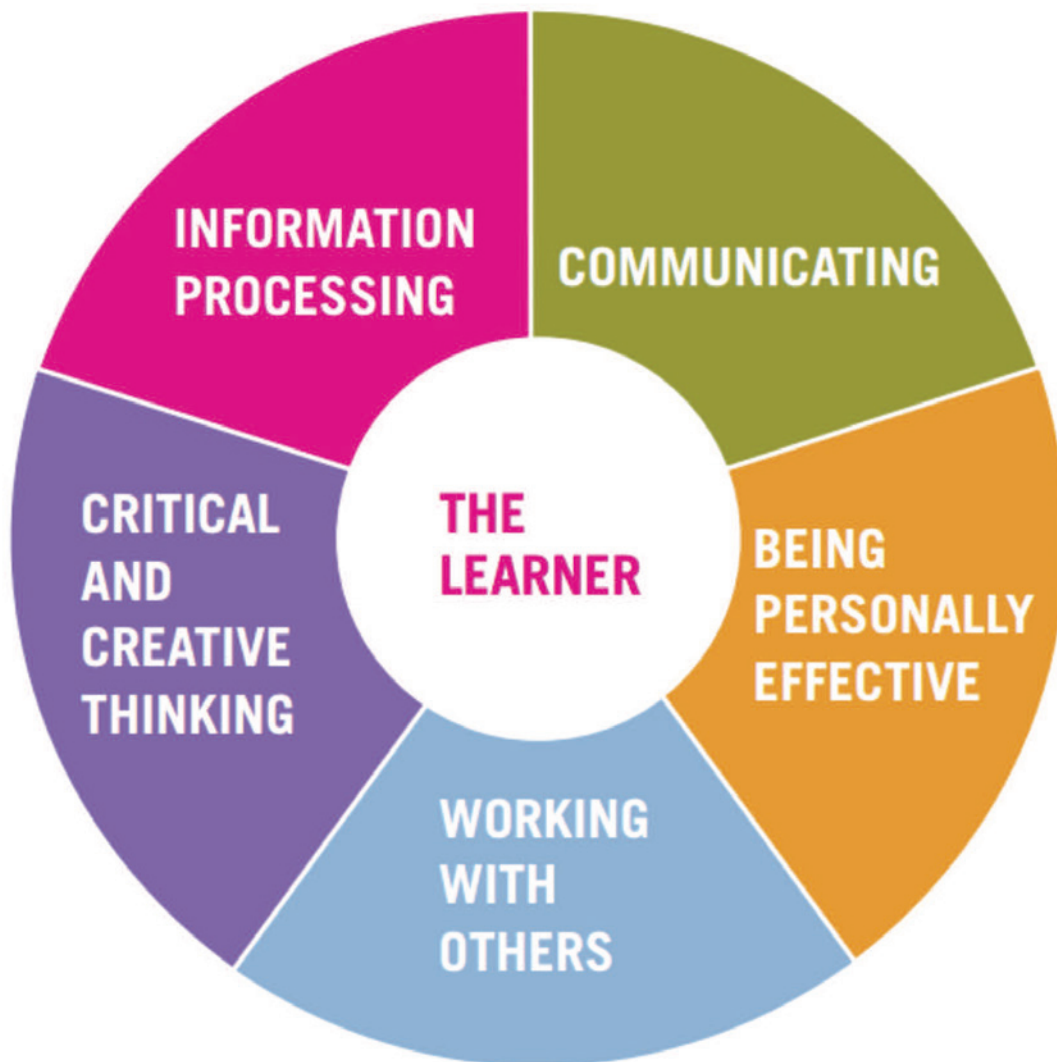 INFORMATION
PROCESSING
COMMUNICATING
CRITICAL
AND
CREATIVE
THINKING
THE
LEARNER
BEING
PERSONALLY
EFFECTIVE
WORKING
WITH
OTHERS